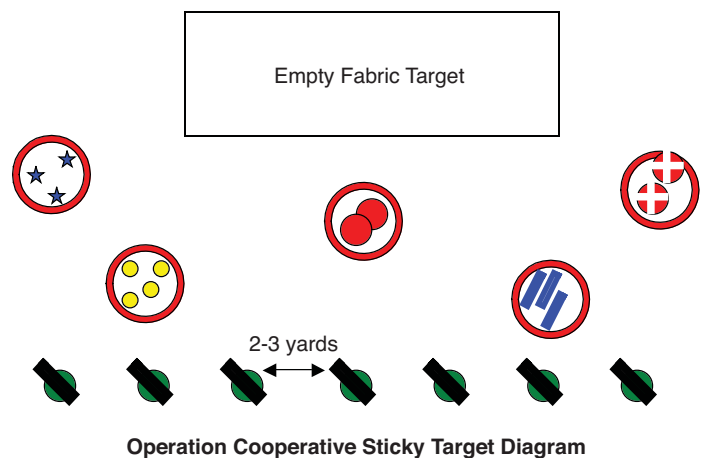 Empty Fabric Target
2-3 yards
Operation Cooperative Sticky Target Diagram